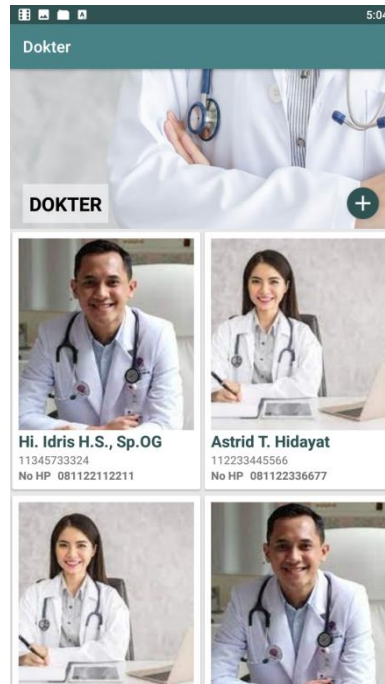 5:04
Dokter
DOKTER
Hi. Idris H.S., Sp.OG
11345733324
No HP 081122112211
Astrid T. Hidayat
112233445566
No HP 081122336677